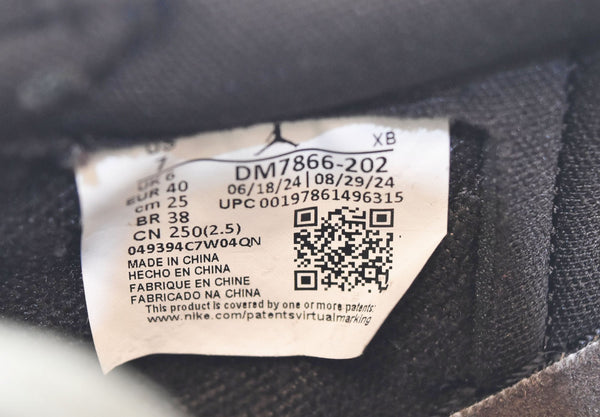 US 7 XB
UK 6 DM7866-202
EUR 40 06/18/24 | 08/29/24
cm 25 UPC 00197861496315
BR 38
CN 250(2.5)
049394C7W04QN
MADE IN CHINA
HECHO EN CHINA
FABRIQUE EN CHINE
FABRICADO NA CHINA
This product is covered by one or more patents:
www.nike.com/patentsvirtualmarking